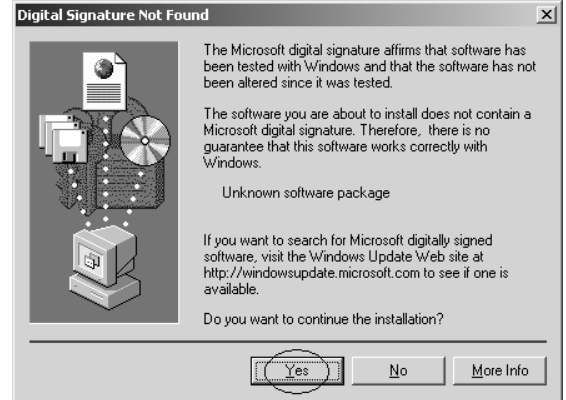 Digital Signature Not Found
The Microsoft digital signature affirms that software has
been tested with Windows and that the software has not
been altered since it was tested.
The software you are about to install does not contain a
Microsoft digital signature. Therefore, there is no
guarantee that this software works correctly with
Windows.
Unknown software package
If you want to search for Microsoft digitally signed
software, visit the Windows Update Web site at
http://windowsupdate.microsoft.com to see if one is
available.
Do you want to continue the installation?
Yes No More Info